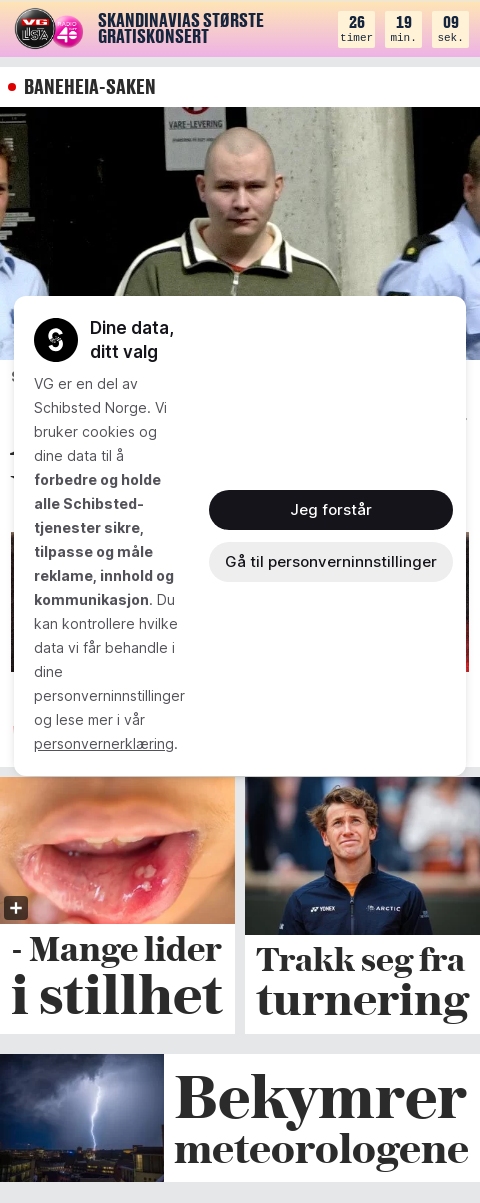 VG
LISTA
RADIO
SKANDINAVIAS STØRSTE
GRATISKONSERT
26 19 09
timer min. sek.
BANEHEIA-SAKEN
VARE-LEVERING
Dine data,
ditt valg
VG er en del av
Schibsted Norge. Vi
bruker cookies og
dine data til å
forbedre og holde
alle Schibsted-
tjenester sikre,
tilpasse og måle
reklame, innhold og
kommunikasjon. Du
kan kontrollere hvilke
data vi får behandle i
dine
personverninnstillinger
og lese mer i vår
personvernerklæring.
Jeg forstår
Gå til personverninnstillinger
YONEX
ARCTIC
- Mange lider
i stillhet
Trakk seg fra
turnering
Bekymrer
meteorologene